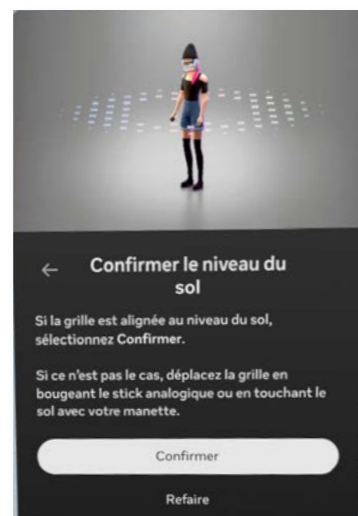 Confirmer le niveau du
sol
Si la grille est alignée au niveau du sol,
sélectionnez Confirmer.
Si ce n'est pas le cas, déplacez la grille en
bougeant le stick analogique ou en touchant le
sol avec votre manette.
Confirmer
Refaire